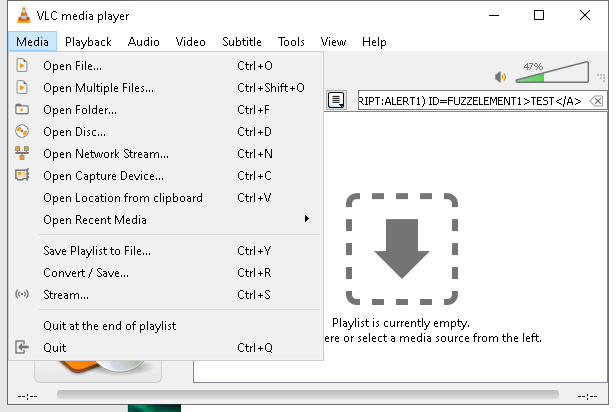 VLC media player
Media Playback Audio Video Subtitle Tools View Help
Open File... Ctrl+O
Open Multiple Files... Ctrl+Shift+O
Open Folder... Ctrl+F
Open Disc... Ctrl+D
Open Network Stream... Ctrl+N
Open Capture Device... Ctrl+C
Open Location from clipboard Ctrl+V
Open Recent Media
Save Playlist to File... Ctrl+Y
Convert / Save... Ctrl+R
Stream... Ctrl+S
Quit at the end of playlist
Quit Ctrl+Q
47%
RIPT:ALERT1) ID=FUZZELEMENT1>TEST</A>
Playlist is currently empty.
ere or select a media source from the left.
--:-- --:--